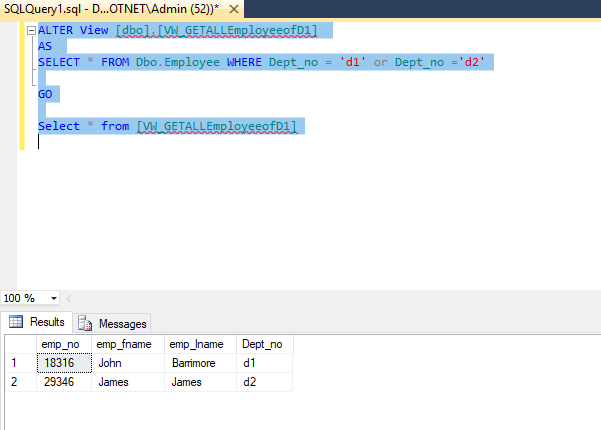 SQLQuery1.sql - D...OTNET\Admin (52))*
ALTER View [dbo].[VW_GETALLEmployeeofD1]
AS
SELECT * FROM Dbo.Employee WHERE Dept_no = 'd1' or Dept_no ='d2'
GO
Select * from [VW_GETALLEmployeeofD1]
100 %
Results Messages
emp_no emp_fname emp_lname Dept_no
1 18316 John Barrimore d1
2 29346 James James d2